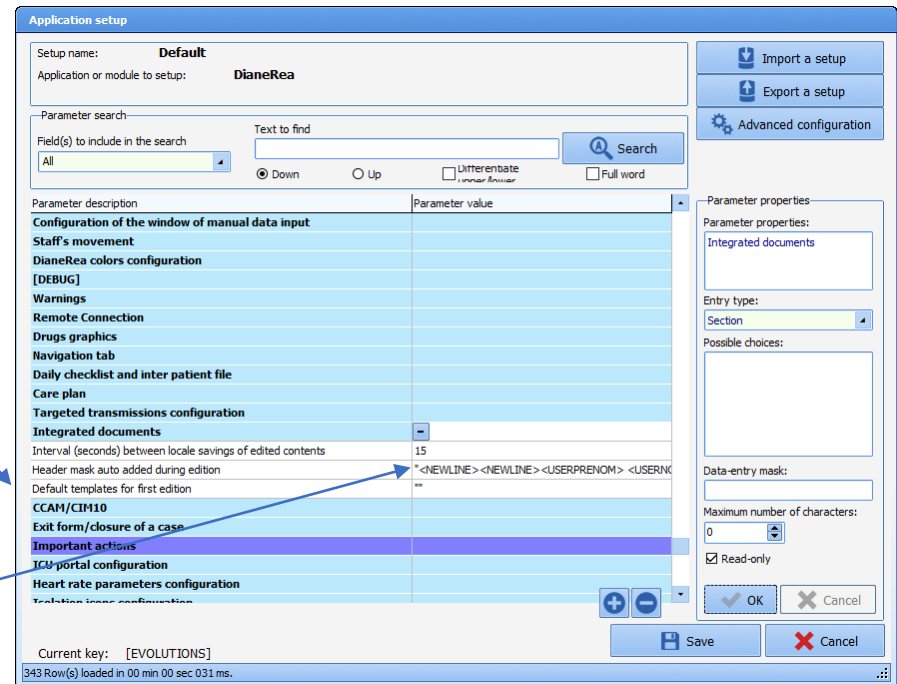 Application setup
Setup name: Default
Application or module to setup: DianeRea
Import a setup
Export a setup
Advanced configuration
Parameter search
Field(s) to include in the search
Text to find
All
Search
Down
Up
Differentiate
upper/lower
Full word
Parameter description Parameter value
Configuration of the window of manual data input
Staff's movement
DianeRea colors configuration
[DEBUG]
Warnings
Remote Connection
Drugs graphics
Navigation tab
Daily checklist and inter patient file
Care plan
Targeted transmissions configuration
Integrated documents
Interval (seconds) between locale savings of edited contents 15
Header mask auto added during edition "<NEWLINE><NEWLINE><USERPRENOM> <USERNO
Default templates for first edition ""
CCAM/CIM10
Exit form/closure of a case
Important actions
ICU portal configuration
Heart rate parameters configuration
Isolation icons configuration
Parameter properties
Parameter properties:
Integrated documents
Entry type:
Section
Possible choices:
Data-entry mask:
Maximum number of characters:
0
Read-only
OK
Cancel
Save
Cancel
Current key: [EVOLUTIONS]
343 Row(s) loaded in 00 min 00 sec 031 ms.